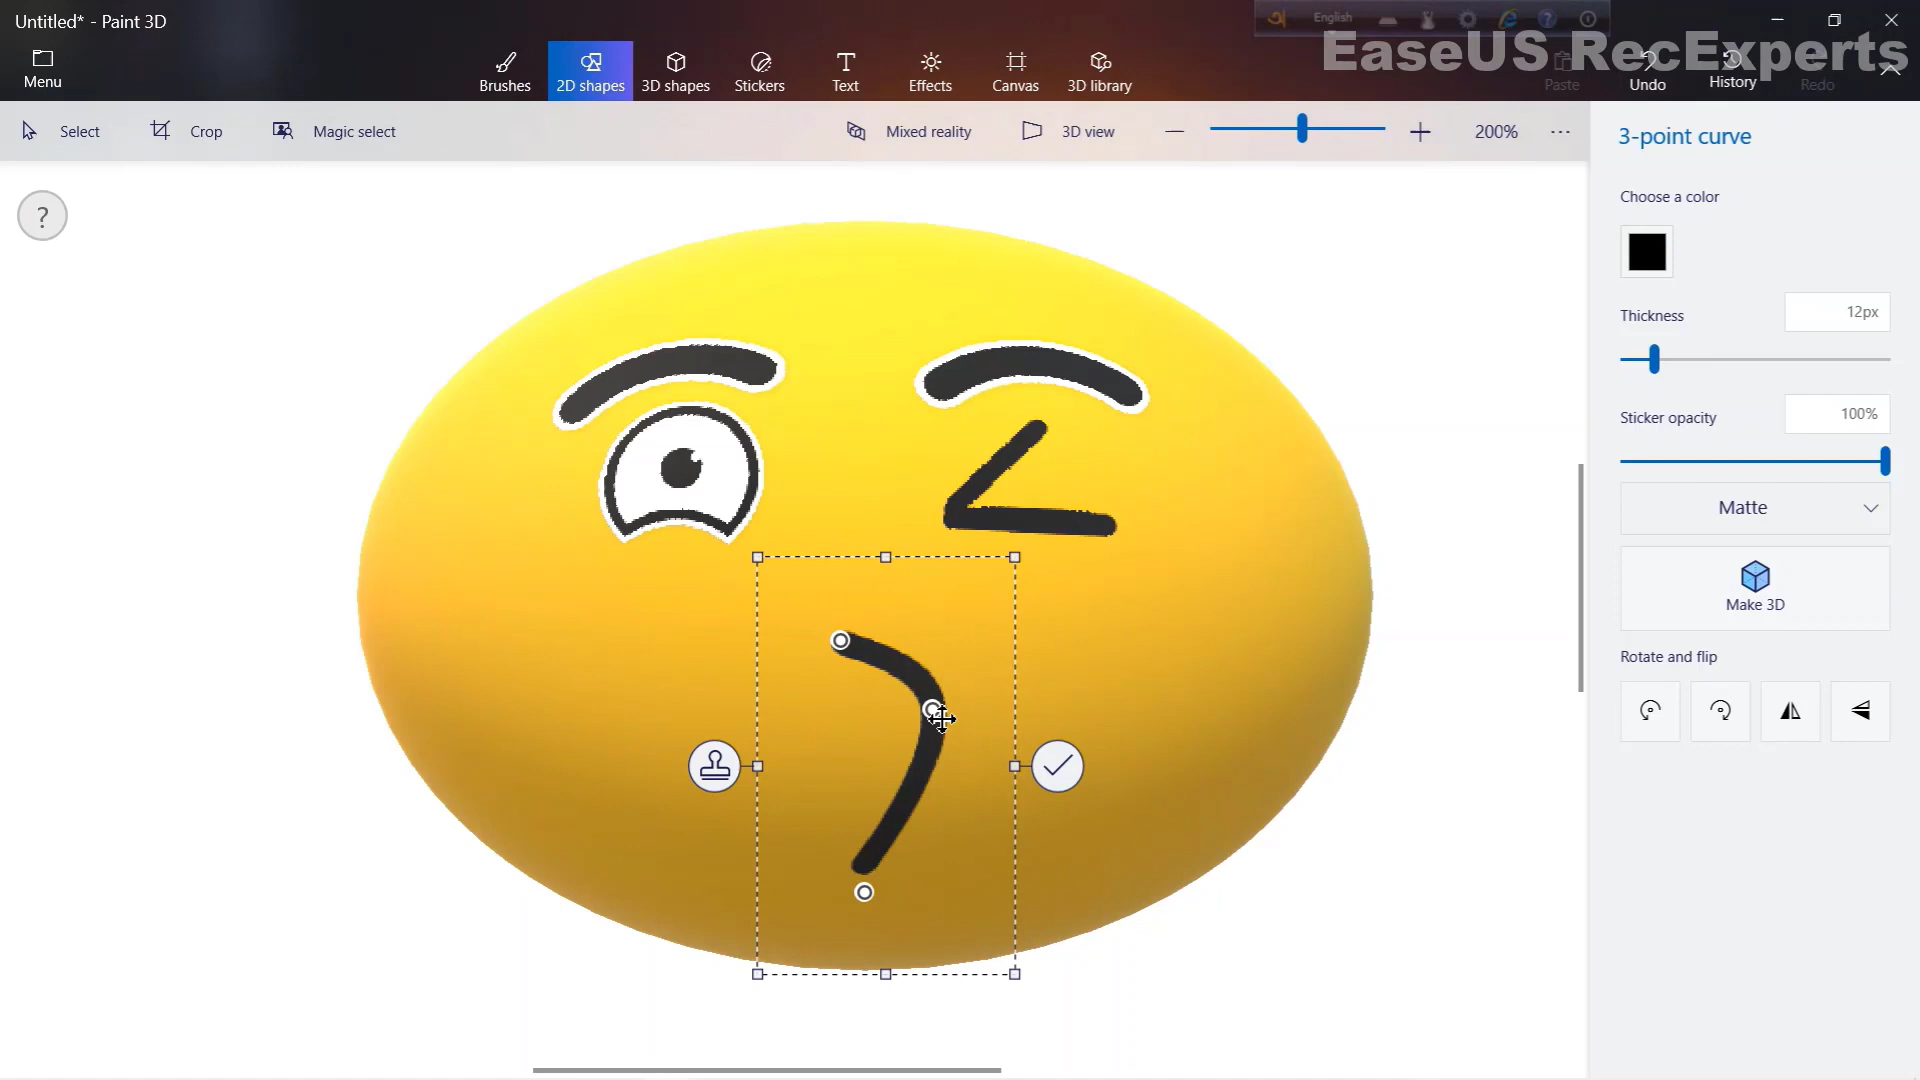 Untitled* - Paint 3D
English
EaseUS RecExperts
Menu
Brushes
2D shapes
3D shapes
Stickers
Text
Effects
Canvas
3D library
Paste
Undo
History
Redo
Select
Crop
Magic select
Mixed reality
3D view
200%
3-point curve
?
Choose a color
Thickness
12px
Sticker opacity
100%
Matte
Make 3D
Rotate and flip